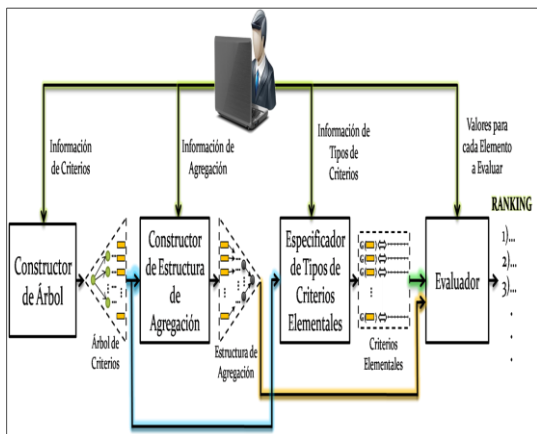 Información
de Criterios
Información de
Agregación
Información de
Tipos de
Criterios
Valores para
cada Elemento
a Evaluar
RANKING
1)...
2)...
3)...
.
.
.
Constructor
de Árbol
Constructor
de Estructura
de
Agregación
Especificador
de Tipos de
Criterios
Elementales
Evaluador
Árbol de
Criterios
Estructura de
Agregación
G(
)
G(
)
G(
)
G(
)
Criterios
Elementales